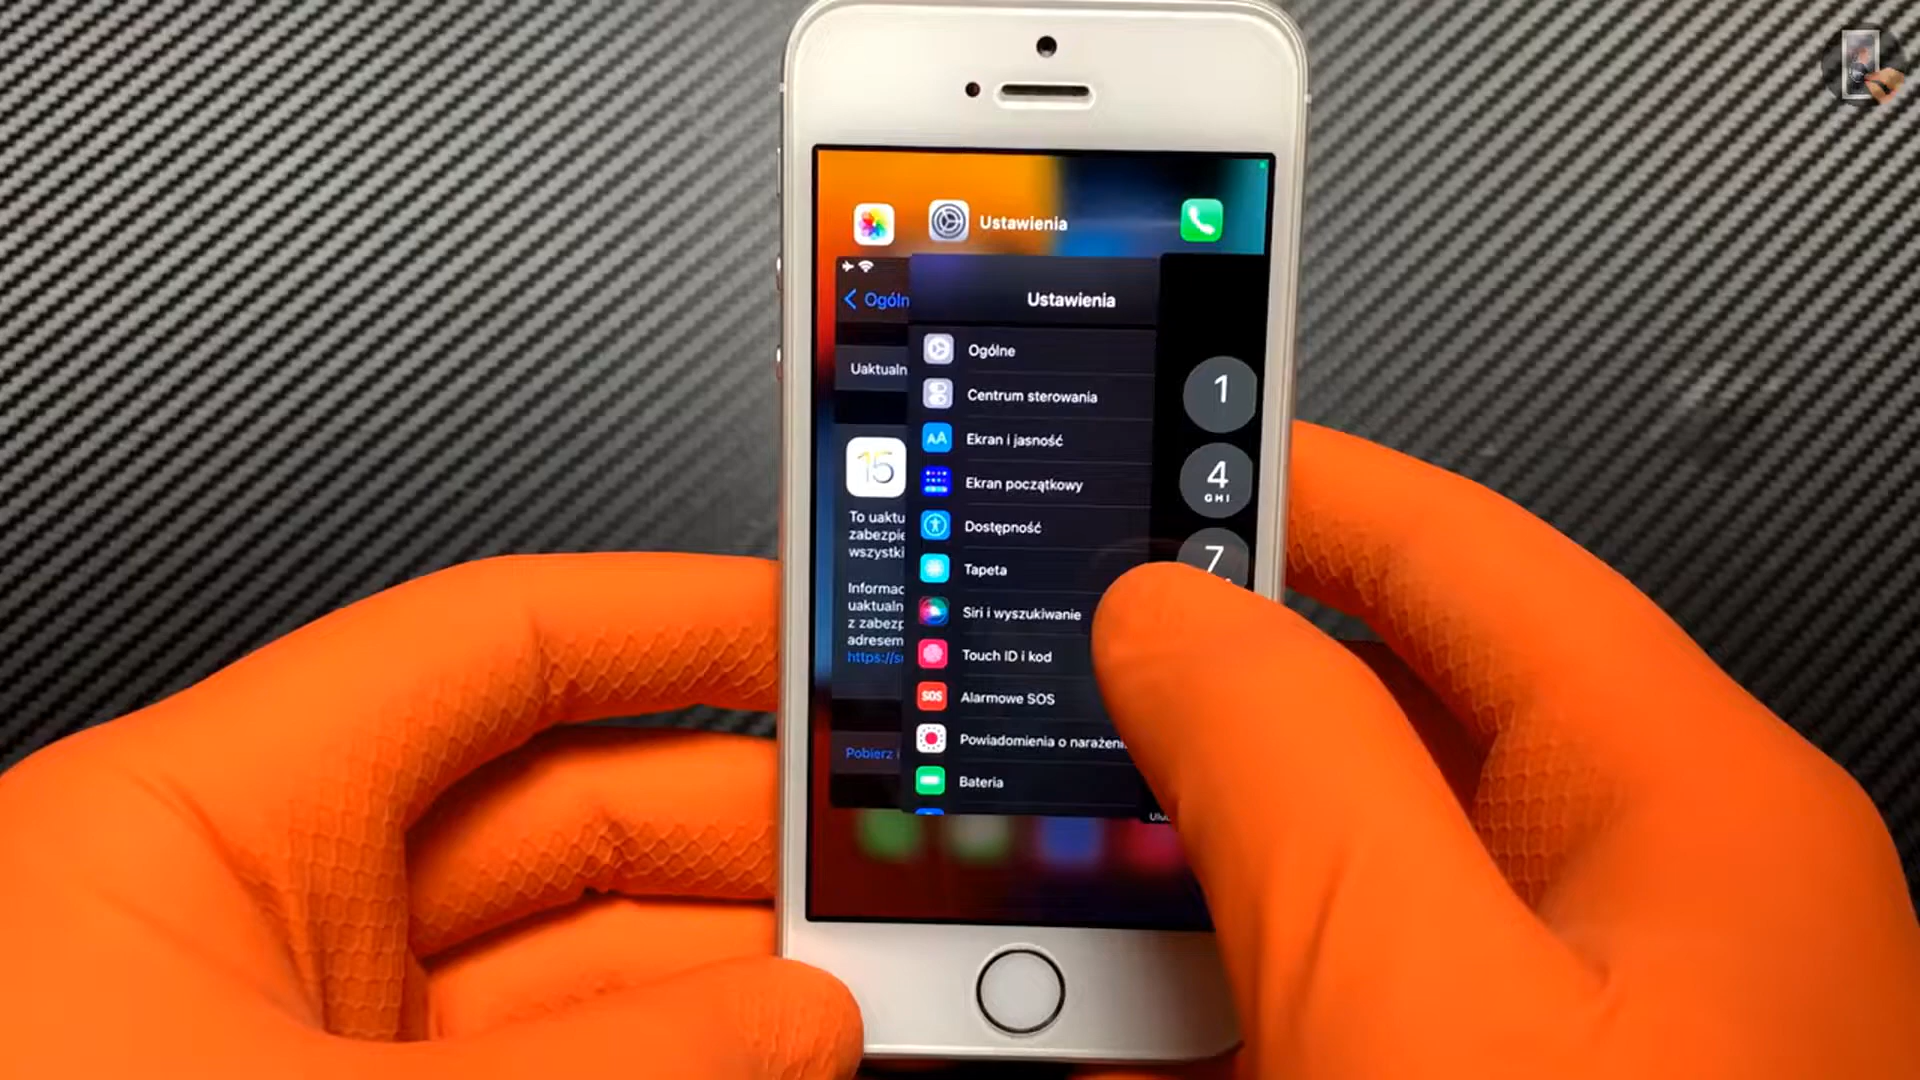 Ustawienia
Ogóln
Ustawienia
Uaktualn
15
To uaktu
zabezpie
wszystki
Informac
uaktualn
z zabezp
adresem
https://s
Pobierz
Ogólne
Centrum sterowania
AA
Ekran i jasność
Ekran początkowy
Dostępność
Tapeta
Siri i wyszukiwanie
Touch ID i kod
SOS
Alarmowe SOS
Powiadomienia o narażeni
Bateria
1
4
GHI
7